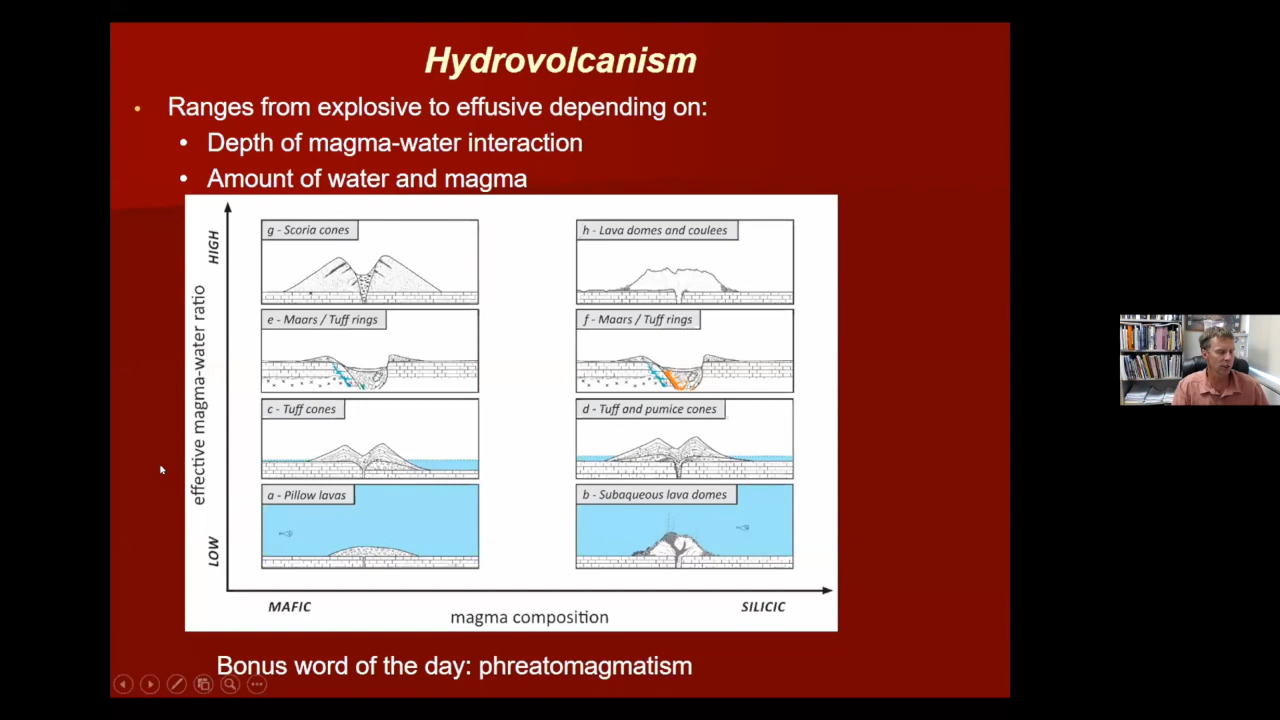 Hydrovolcanism
• Ranges from explosive to effusive depending on:
• Depth of magma-water interaction
• Amount of water and magma
HIGH
effective magma-water ratio
LOW
g - Scoria cones
h - Lava domes and coulees
e - Maars / Tuff rings
f - Maars / Tuff rings
c - Tuff cones
d - Tuff and pumice cones
a - Pillow lavas
b - Subaqueous lava domes
MAFIC
magma composition
SILICIC
Bonus word of the day: phreatomagmatism